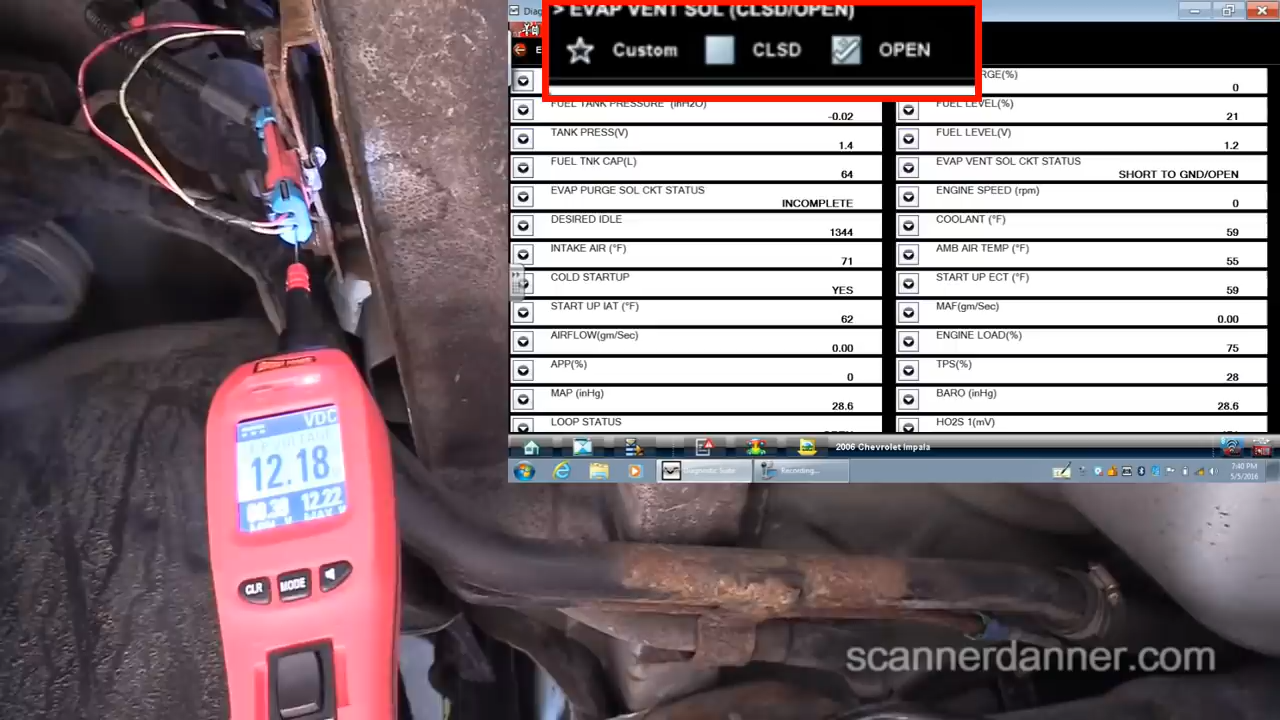 > EVAP VENT SOL (CLSD/OPEN)
Custom CLSD OPEN
0
FUEL TANK PRESSURE (inH2O)
-0.02
FUEL LEVEL(%)
21
TANK PRESS(V)
1.4
FUEL LEVEL(V)
1.2
FUEL TNK CAP(L)
64
EVAP VENT SOL CKT STATUS
SHORT TO GND/OPEN
EVAP PURGE SOL CKT STATUS
INCOMPLETE
ENGINE SPEED (rpm)
0
DESIRED IDLE
1344
COOLANT (°F)
59
INTAKE AIR (°F)
71
AMB AIR TEMP (°F)
55
COLD STARTUP
YES
START UP ECT (°F)
59
START UP IAT (°F)
62
MAF(gm/Sec)
0.00
AIRFLOW(gm/Sec)
0.00
ENGINE LOAD(%)
75
APP(%)
0
TPS(%)
28
MAP (inHg)
28.6
BARO (inHg)
28.6
LOOP STATUS
HO2S 1(mV)
2006 Chevrolet Impala
Diagnostic Suite
Recording...
7:40 PM
5/5/2016
VDC
12.18
12.22
CLR MODE
scannerdanner.com